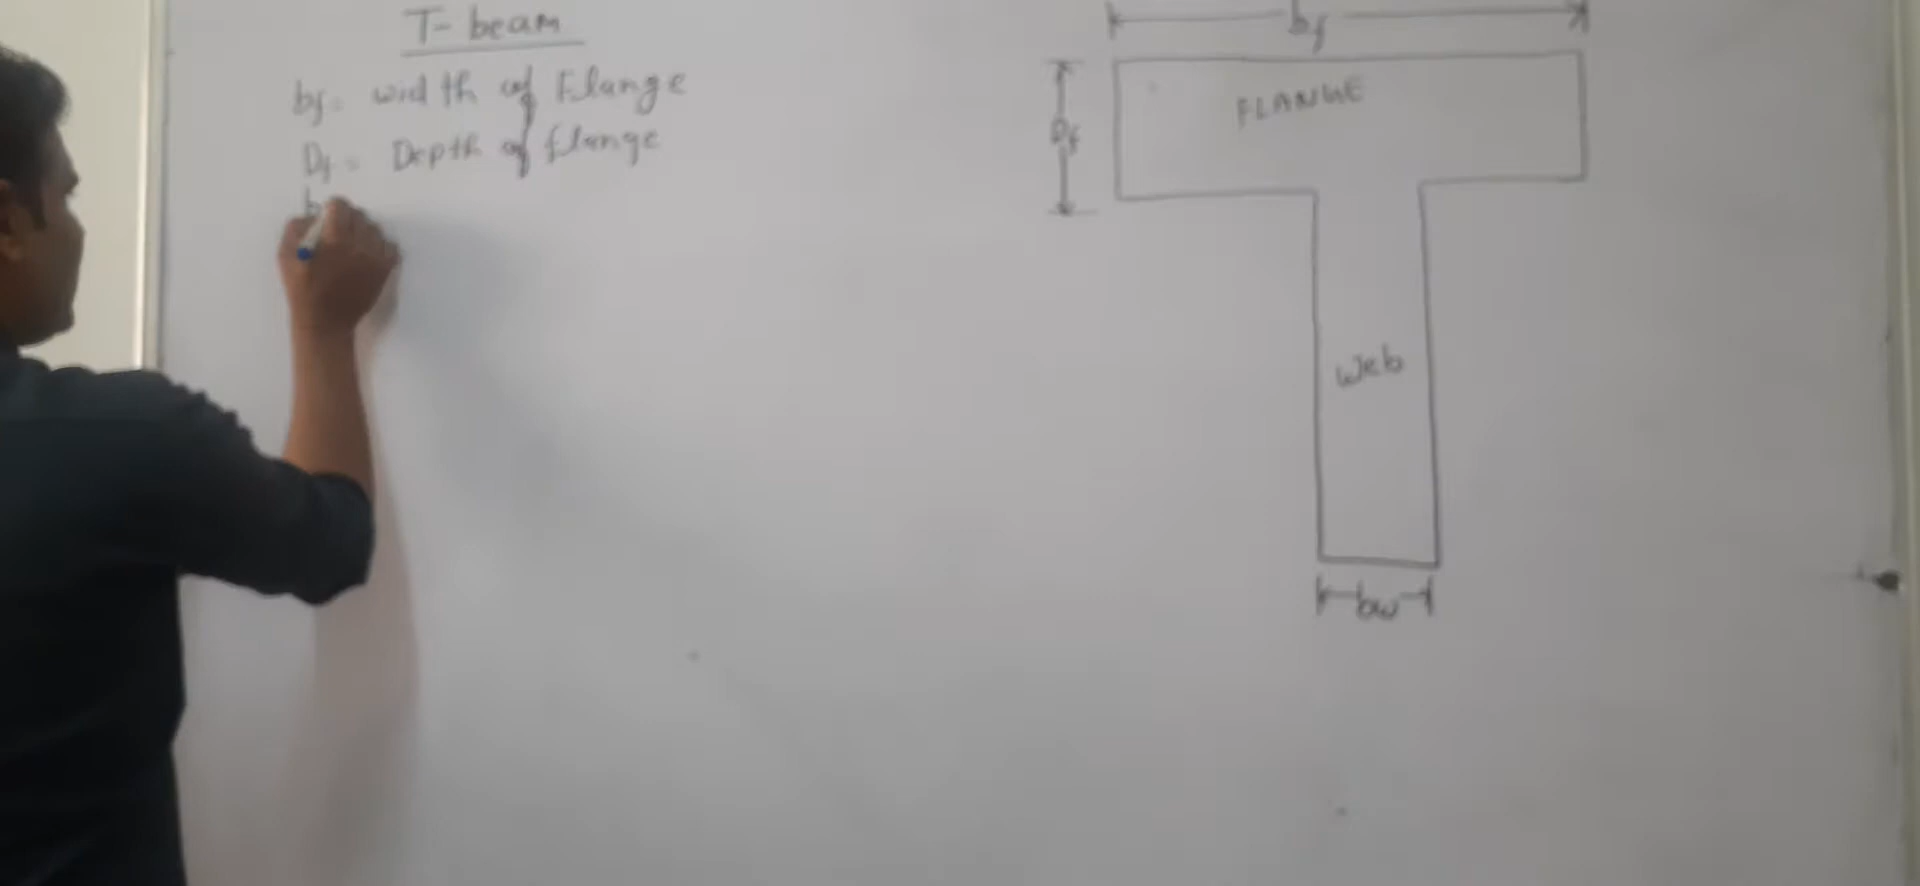 T- beam
bf = width of Flange
Df = Depth of flange
b
bf
Df
FLANGE
Web
bw